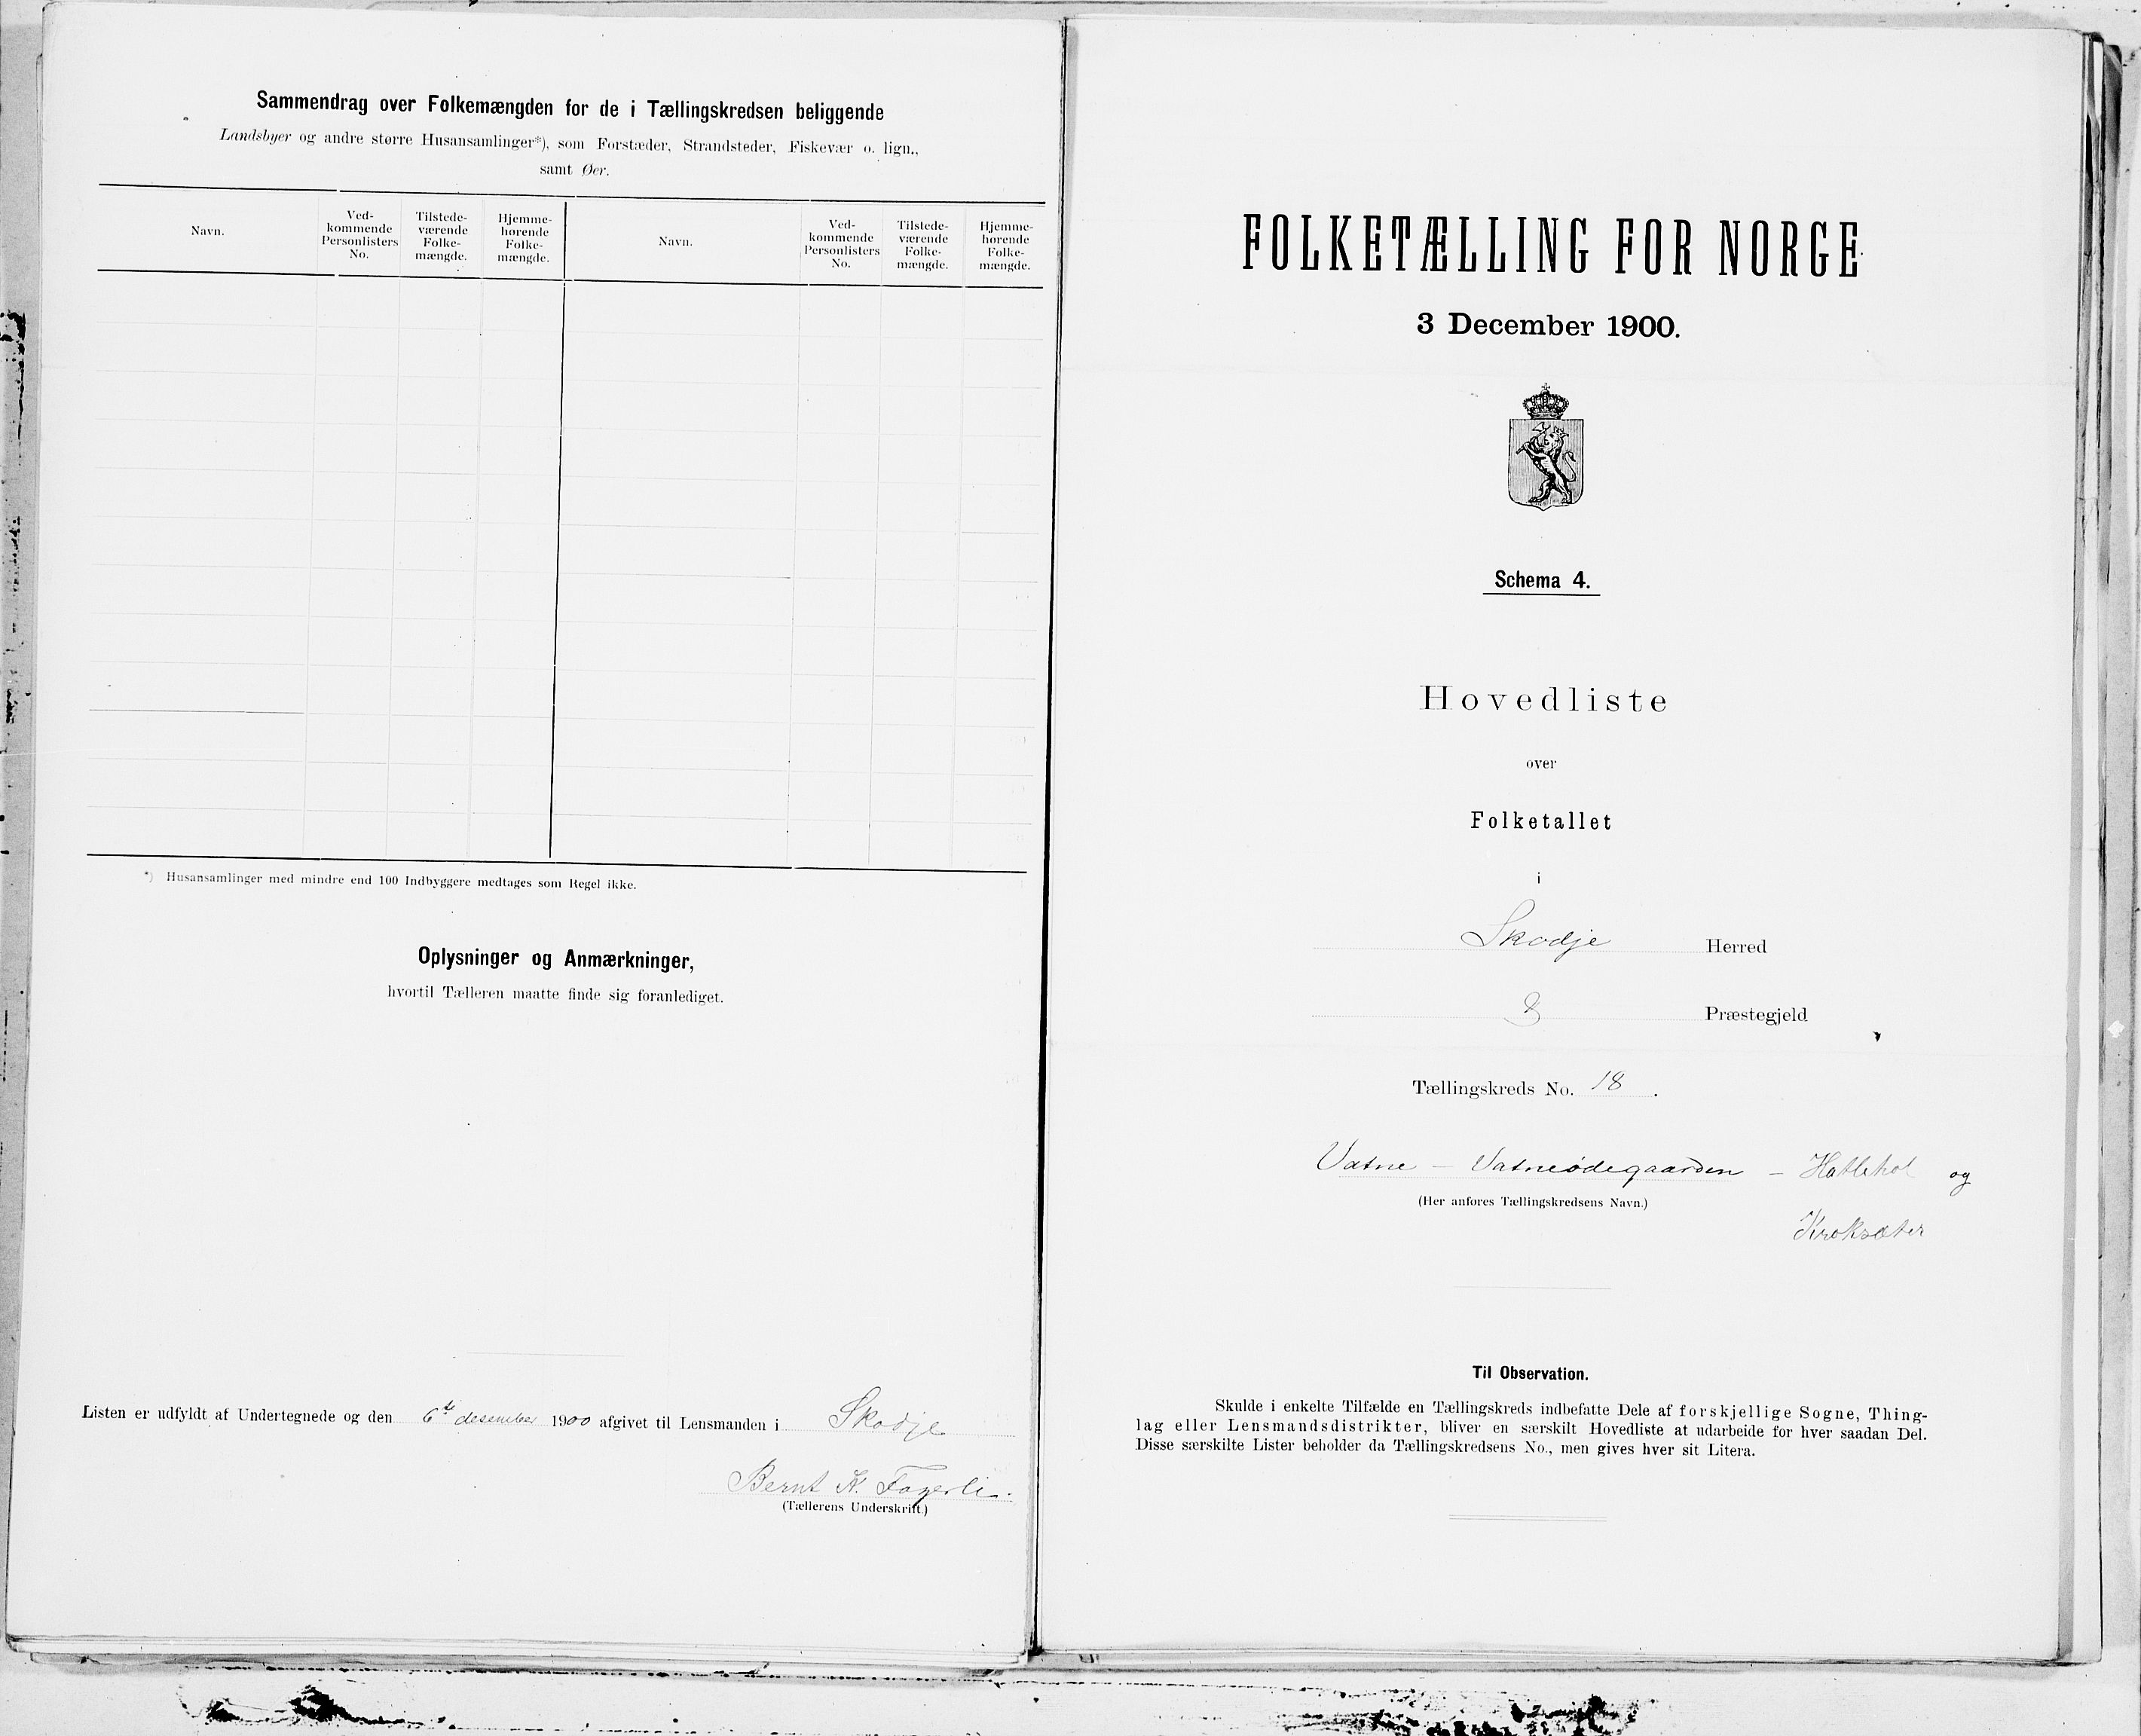 Sammendrag over Folkemængden for de i Tællingskredsen beliggende
Landsbyer og andre større Husansamlinger*), som Forstæder, Strandsteder, Fiskevær o. lign.,
samt Øer.
Navn.
Ved-
kommende
Personlisters
No.
Tilstede-
værende
Folke-
mængde.
Hjemme-
hørende
Folke-
mængde.
Navn.
Ved-
kommende
Personlisters
No.
Tilstede-
værende
Folke-
mængde.
Hjemme-
hørende
Folke-
mængde.
*) Husansamlinger med mindre end 100 Indbyggere medtages som Regel ikke.
Oplysninger og Anmærkninger,
hvortil Tælleren maatte finde sig foranlediget.
Listen er udfyldt af Undertegnede og den 6te desember 1900 afgivet til Lensmanden i Skodje
Bernt K. Fagerli.
(Tællerens Underskrift.)
FOLKETÆLLING FOR NORGE
3 December 1900.
Schema 4.
Hovedliste
over
Folketallet
i
Skodje Herred
Præstegjeld
Tællingskreds No. 18.
Vatne – Vatneødegaarden – Hatlehol og
(Her anføres Tællingskredsens Navn.)
Kroksæter
Til Observation.
Skulde i enkelte Tilfælde en Tællingskreds indbefatte Dele af forskjellige Sogne, Thing-
lag eller Lensmandsdistrikter, bliver en særskilt Hovedliste at udarbeide for hver saadan Del.
Disse særskilte Lister beholder da Tællingskredsens No., men gives hver sit Litera.